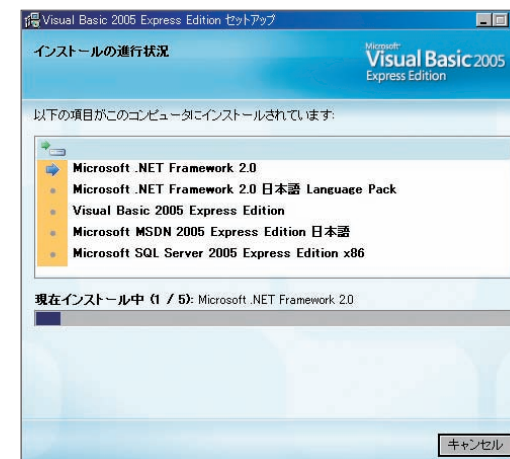 Visual Basic 2005 Express Edition セットアップ
インストールの進行状況
Microsoft
Visual Basic 2005
Express Edition
以下の項目がこのコンピュータにインストールされています:
Microsoft .NET Framework 2.0
Microsoft .NET Framework 2.0 日本語 Language Pack
Visual Basic 2005 Express Edition
Microsoft MSDN 2005 Express Edition 日本語
Microsoft SQL Server 2005 Express Edition x86
現在インストール中 (1 / 5): Microsoft .NET Framework 2.0
キャンセル